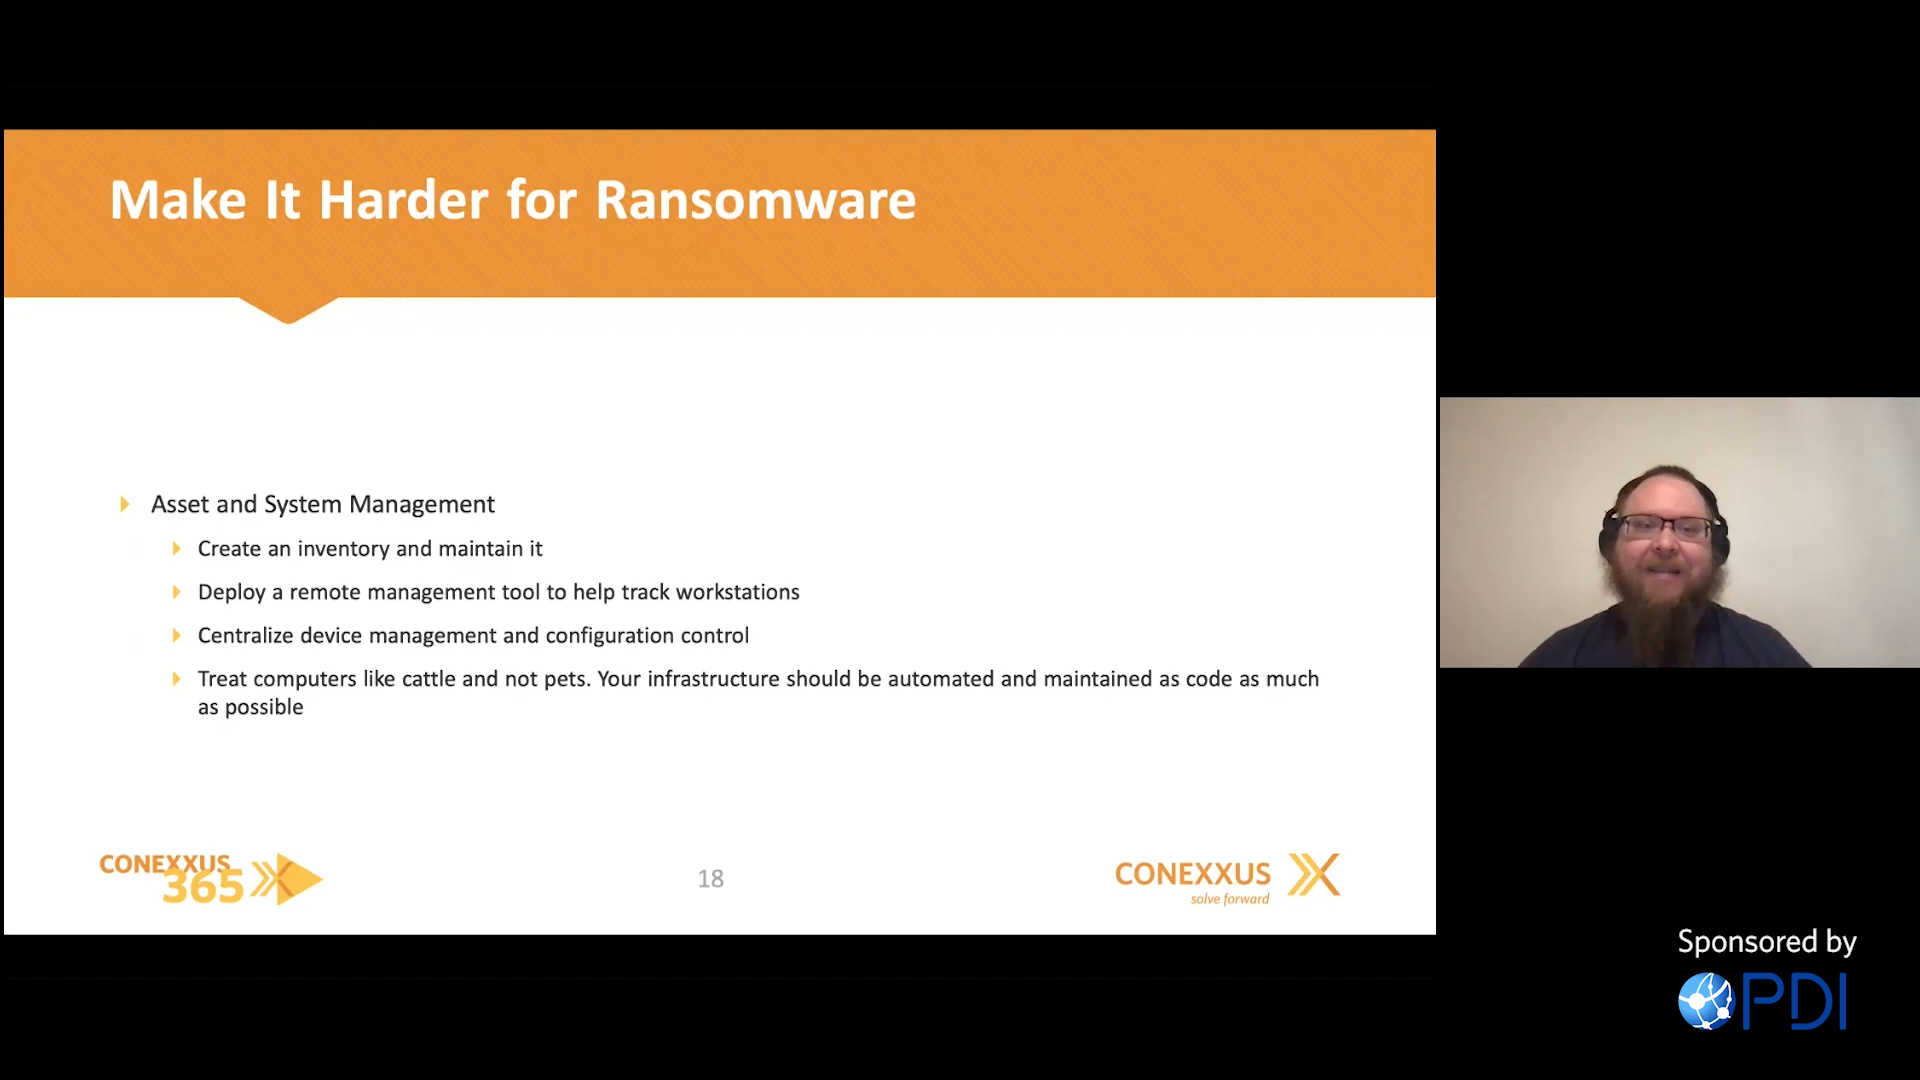 Make It Harder for Ransomware
Asset and System Management
Create an inventory and maintain it
Deploy a remote management tool to help track workstations
Centralize device management and configuration control
Treat computers like cattle and not pets. Your infrastructure should be automated and maintained as code as much
as possible
CONEXXUS
365
18
CONEXXUS
solve forward
Sponsored by
PDI